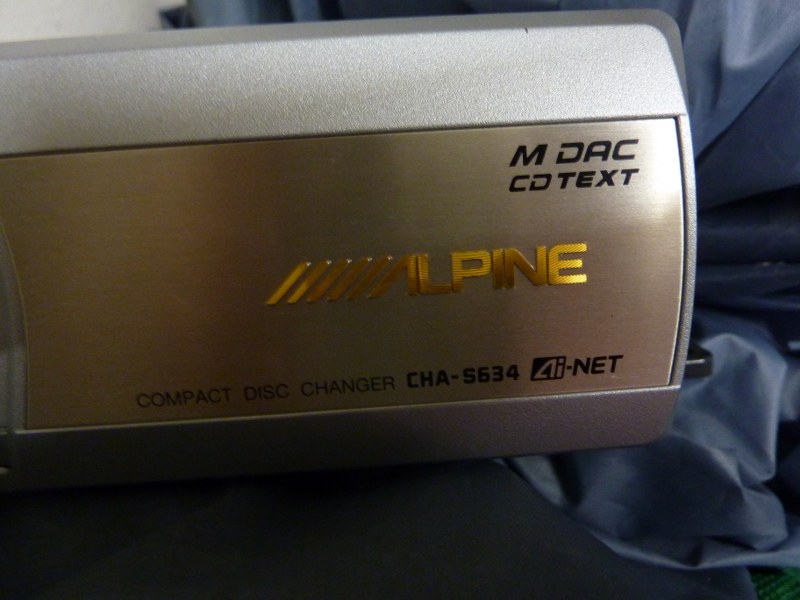 M DAC
CD TEXT
ALPINE
COMPACT DISC CHANGER CHA-S634 Ai-NET